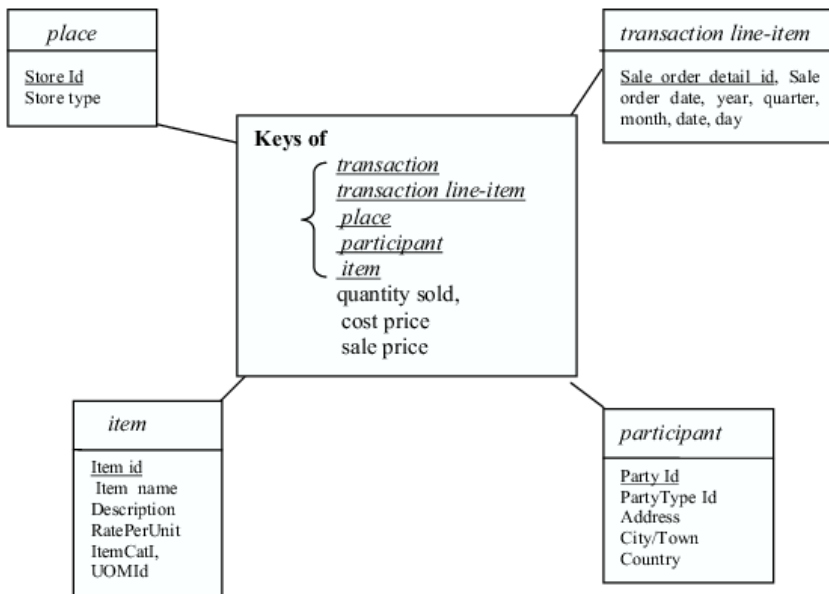 place
Store Id
Store type
transaction line-item
Sale order detail id, Sale
order date, year, quarter,
month, date, day
Keys of
transaction
transaction line-item
place
participant
item
quantity sold,
cost price
sale price
item
Item id
Item name
Description
RatePerUnit
ItemCatI,
UOMId
participant
Party Id
PartyType Id
Address
City/Town
Country